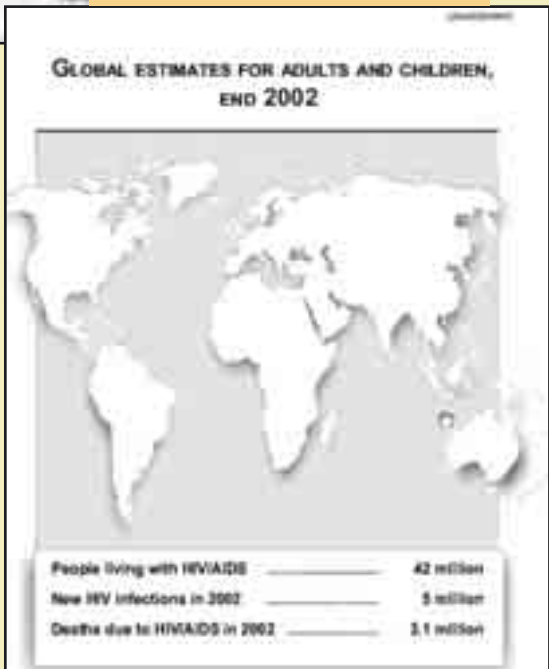 GLOBAL ESTIMATES FOR ADULTS AND CHILDREN,
END 2002
People living with HIV/AIDS 42 million
New HIV infections in 2002 5 million
Deaths due to HIV/AIDS in 2002 3.1 million